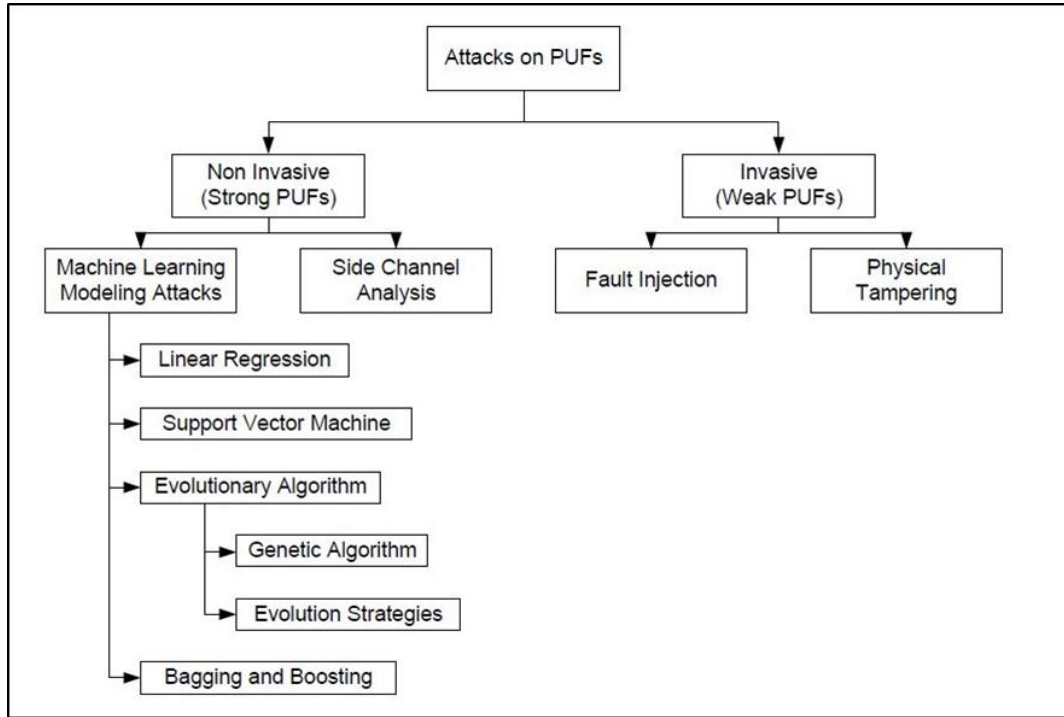 Attacks on PUFs
Non Invasive
(Strong PUFs)
Invasive
(Weak PUFs)
Machine Learning
Modeling Attacks
Side Channel
Analysis
Fault Injection
Physical
Tampering
Linear Regression
Support Vector Machine
Evolutionary Algorithm
Genetic Algorithm
Evolution Strategies
Bagging and Boosting